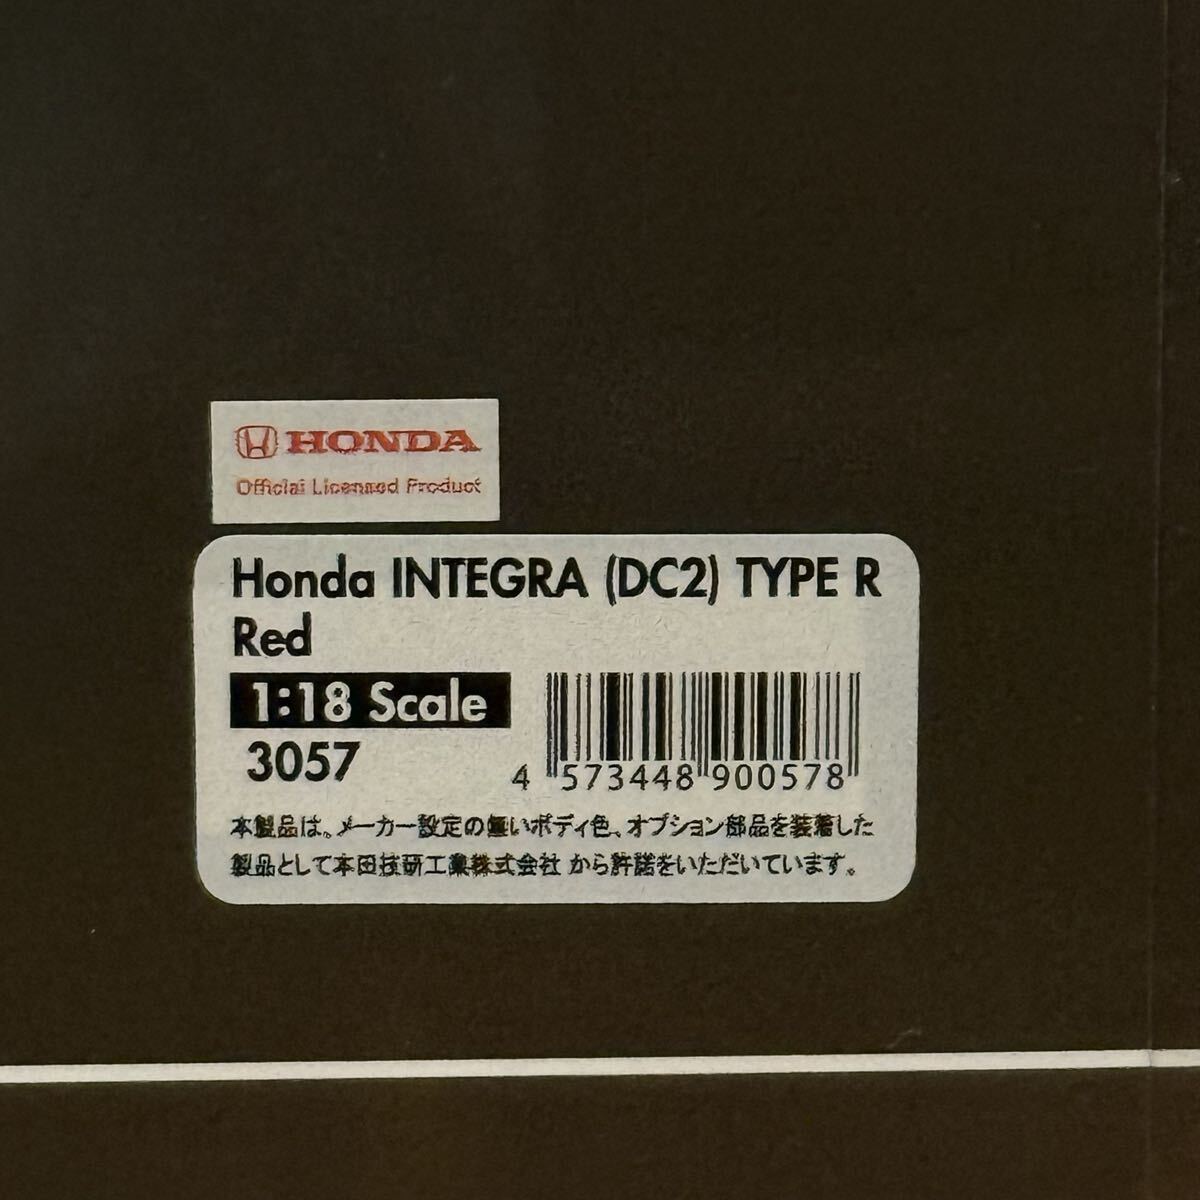 HONDA
Official Licensed Product
Honda INTEGRA (DC2) TYPE R
Red
1:18 Scale
3057
4 573448 900578
本製品は、メーカー設定の無いボディ色、オプション部品を装着した
製品として本田技研工業株式会社 から許諾をいただいています。